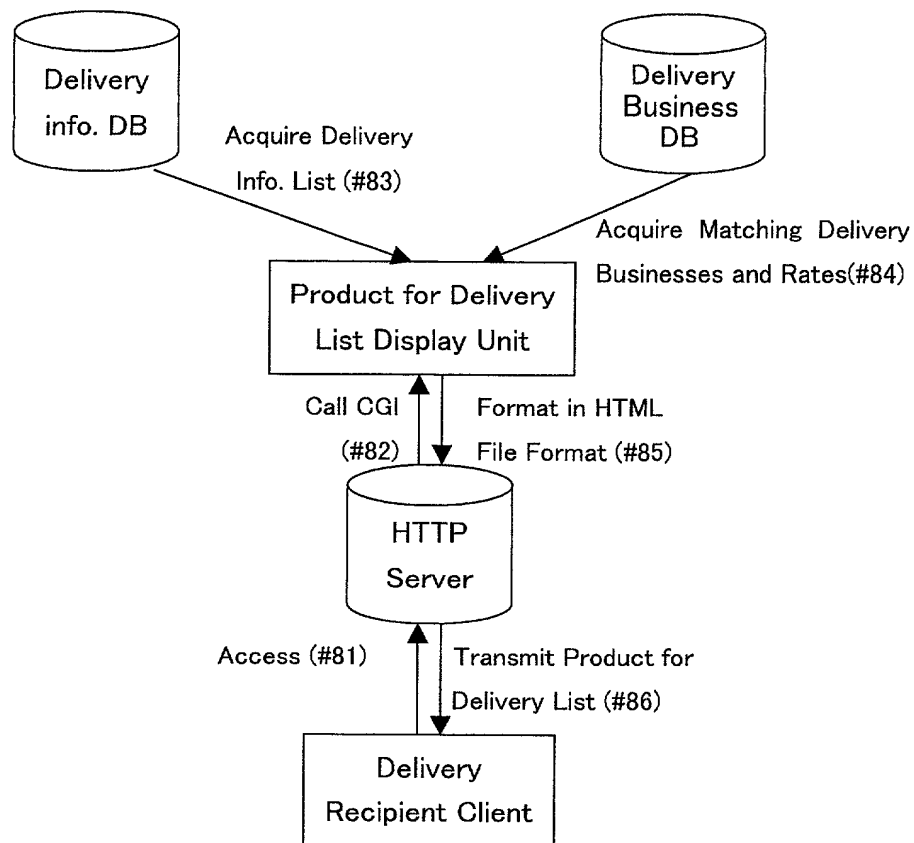 Delivery
info. DB
Delivery
Business
DB
Acquire Delivery
Info. List (#83)
Acquire Matching Delivery
Businesses and Rates(#84)
Product for Delivery
List Display Unit
Call CGI
(#82)
Format in HTML
File Format (#85)
HTTP
Server
Access (#81)
Transmit Product for
Delivery List (#86)
Delivery
Recipient Client